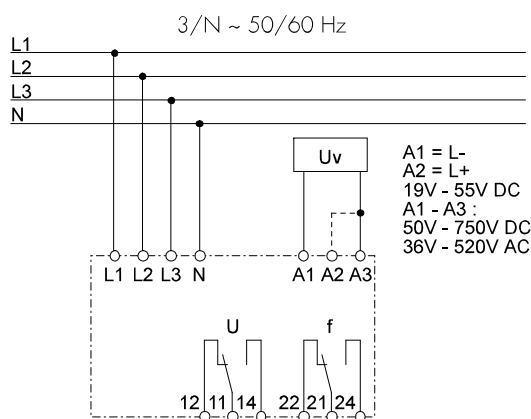 3/N ~ 50/60 Hz
L1
L2
L3
N
Uv
A1 = L-
A2 = L+
19V - 55V DC
A1 - A3 :
50V - 750V DC
36V - 520V AC
L1 L2 L3 N A1 A2 A3
U f
12 11 14 22 21 24